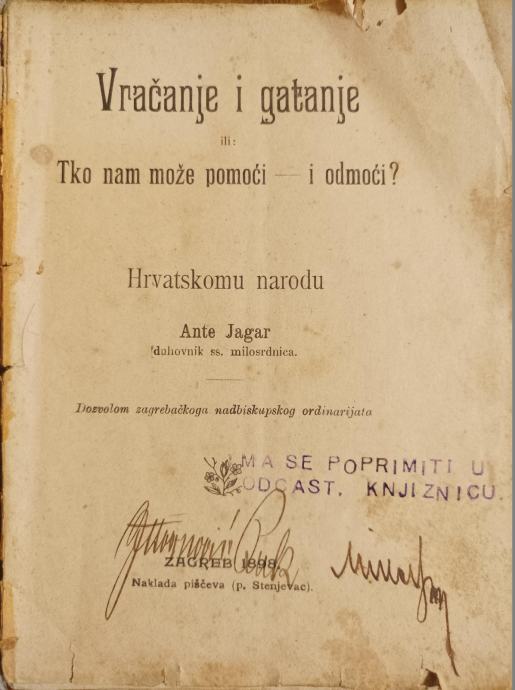 Vračanje i gatanje
ili:
Tko nam može pomoći — i odmoći?
Hrvatskomu narodu
Ante Jagar
duhovnik ss. milosrdnica.
Dozvolom zagrebačkoga nadbiskupskog ordinarijata
MA SE POPRIMITI U
ODCAST. KNJIZNICU.
ZAGREB 1898.
Naklada piščeva (p. Stenjevac).